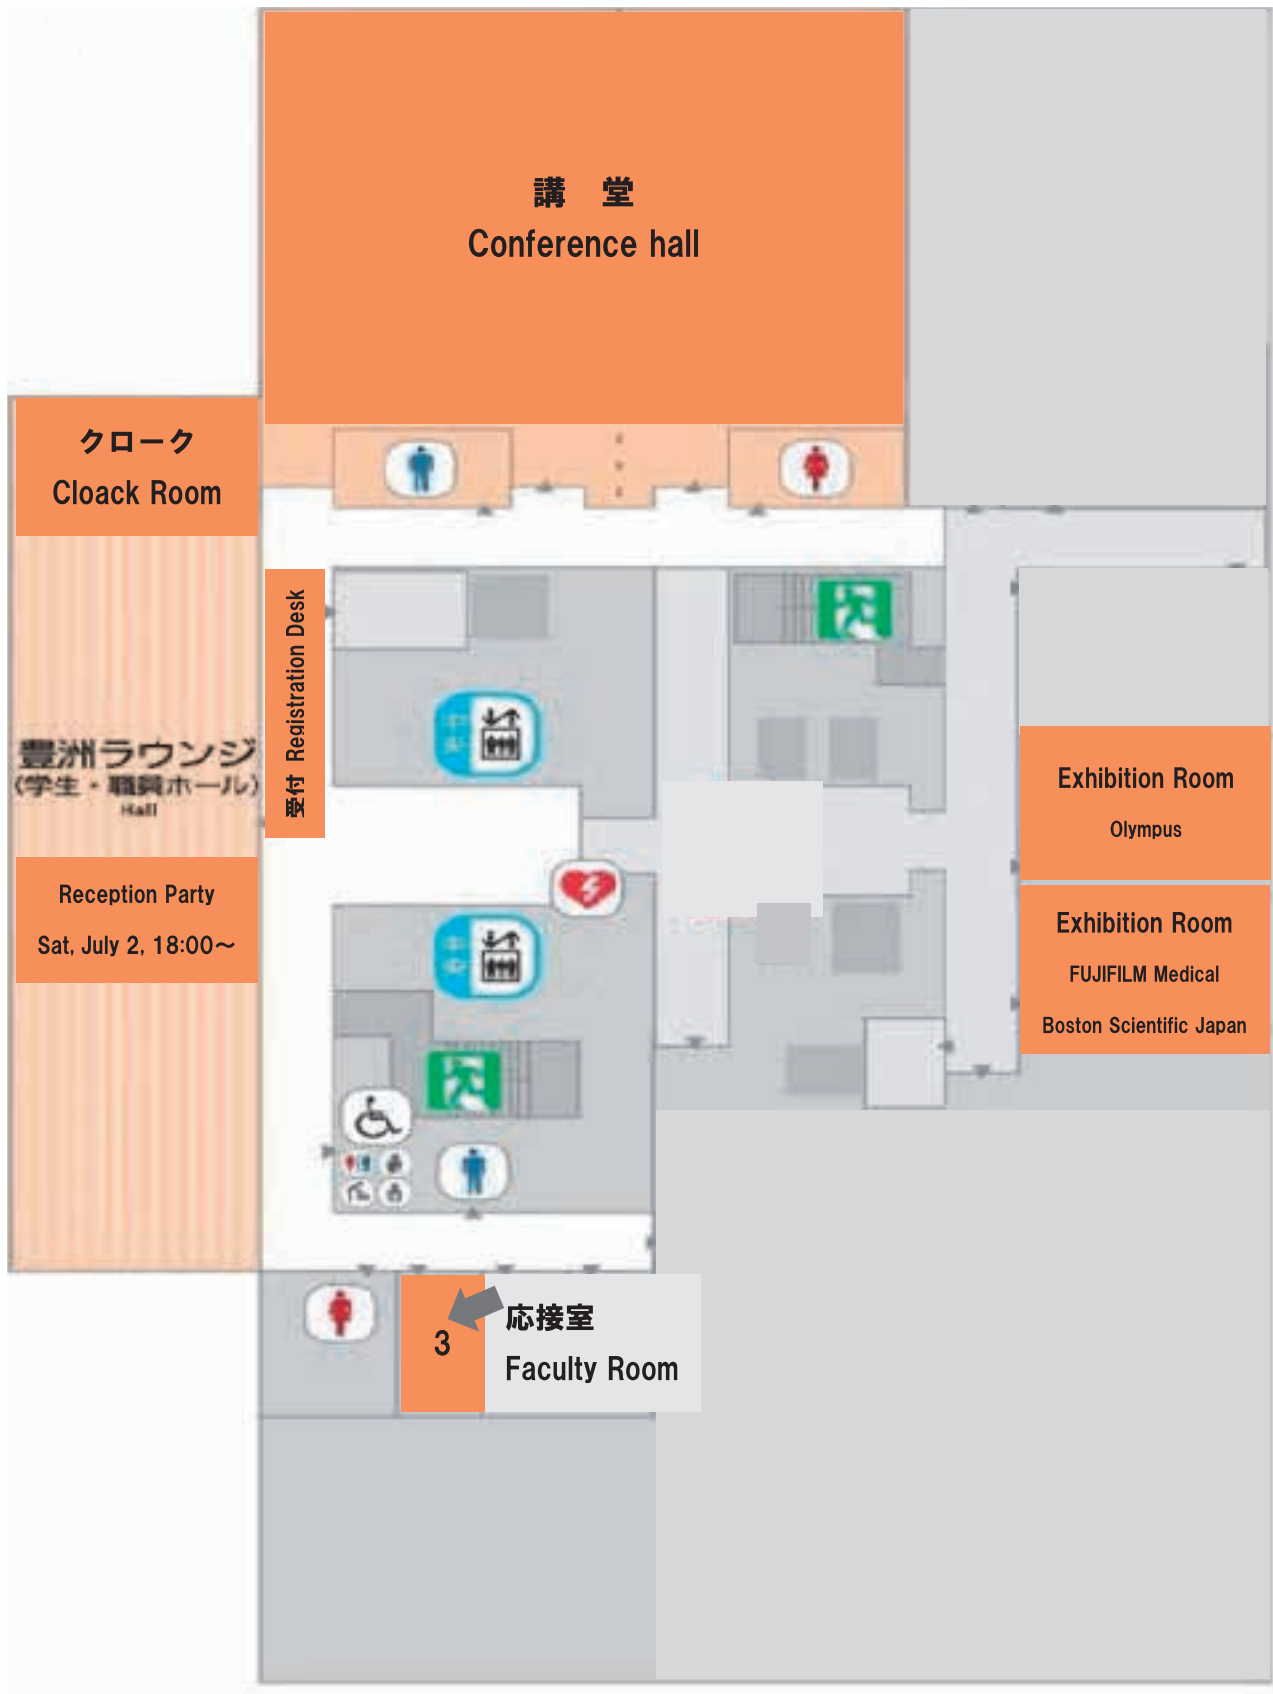 講 堂
Conference hall
クローク
Cloack Room
受付 Registration Desk
豊洲ラウンジ
(学生・職員ホール)
Hall
Reception Party
Sat, July 2, 18:00~
Exhibition Room
Olympus
Exhibition Room
FUJIFILM Medical
Boston Scientific Japan
3
応接室
Faculty Room